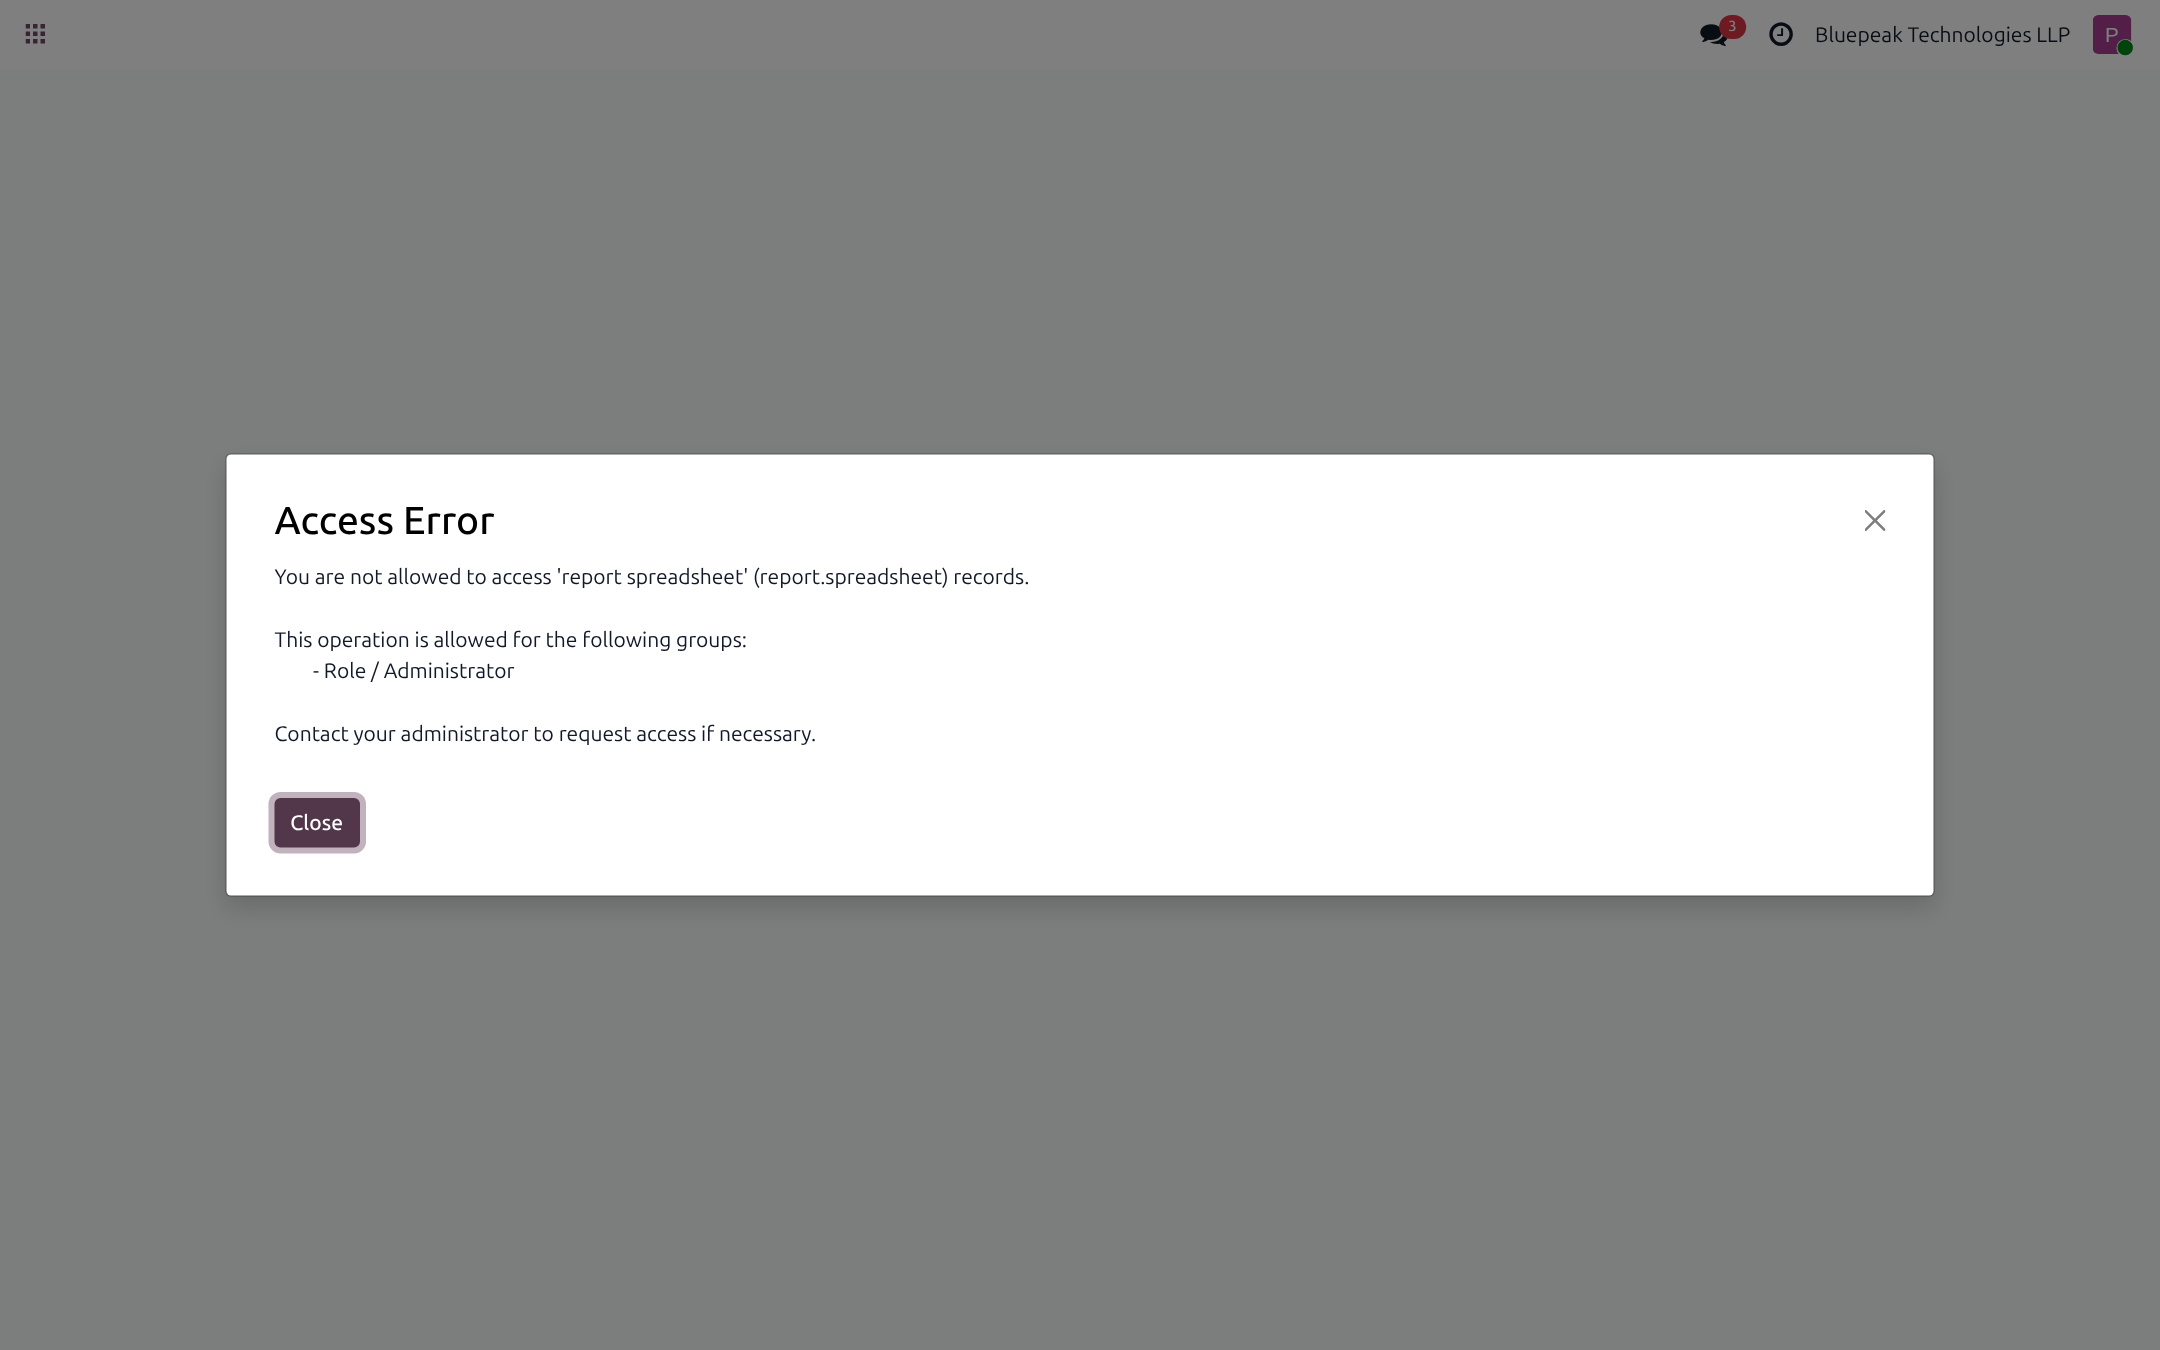 3
Bluepeak Technologies LLP
P
Access Error
You are not allowed to access 'report spreadsheet' (report.spreadsheet) records.
This operation is allowed for the following groups:
- Role / Administrator
Contact your administrator to request access if necessary.
Close